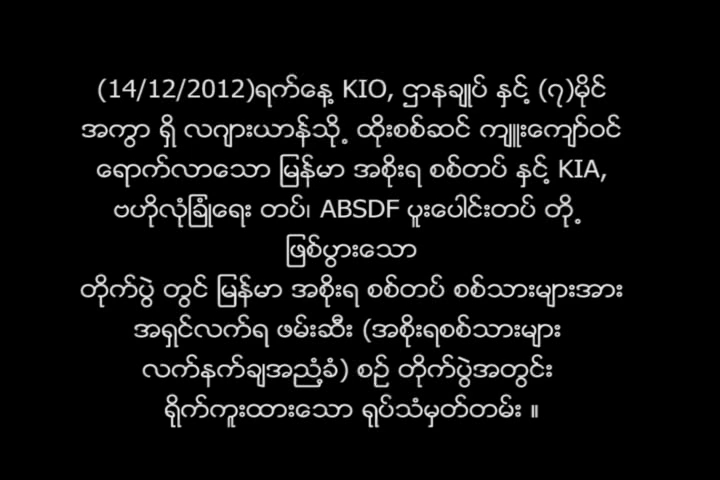 (14/12/2012)ရက်နေ့ KIO, ဌာနချုပ် နှင့် (၇)မိုင်
အကွာ ရှိ လဂျားယာန်သို့ ထိုးစစ်ဆင် ကျူးကျော်ဝင်
ရောက်လာသော မြန်မာ အစိုးရ စစ်တပ် နှင့် KIA,
ဗဟိုလုံခြုံရေး တပ်၊ ABSDF ပူးပေါင်းတပ် တို့
ဖြစ်ပွားသော
တိုက်ပွဲ တွင် မြန်မာ အစိုးရ စစ်တပ် စစ်သားများအား
အရှင်လက်ရ ဖမ်းဆီး (အစိုးရစစ်သားများ
လက်နက်ချအညံ့ခံ) စဉ် တိုက်ပွဲအတွင်း
ရိုက်ကူးထားသော ရုပ်သံမှတ်တမ်း ။